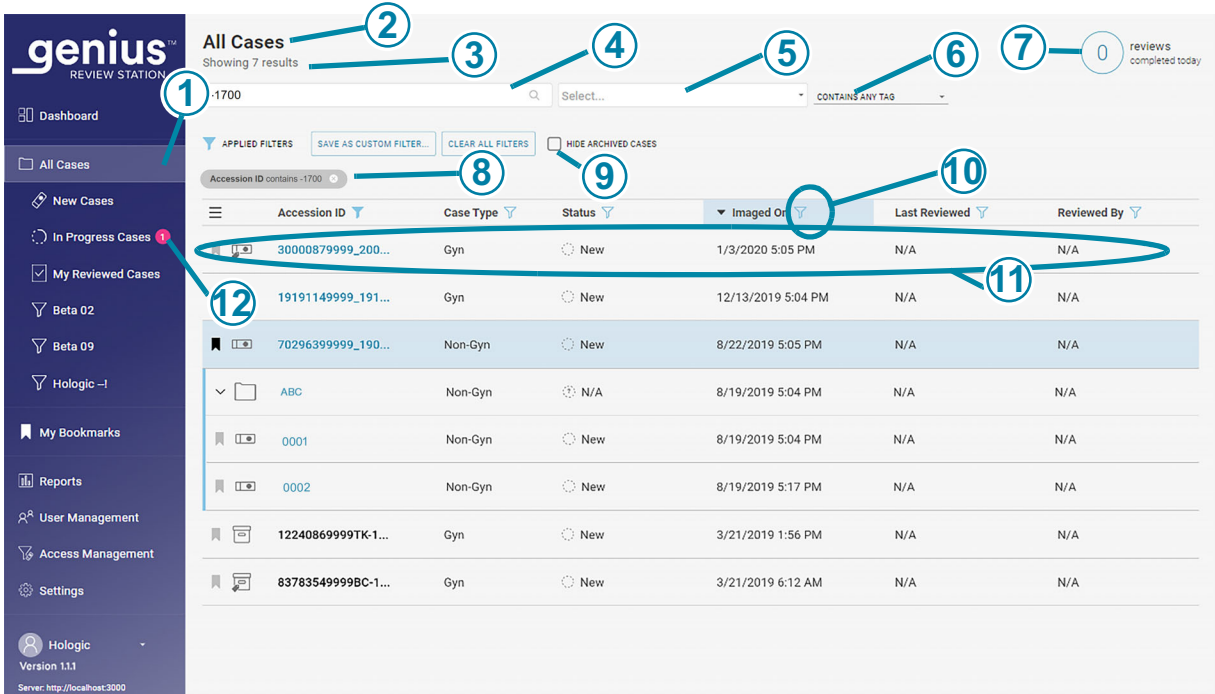 genius™
REVIEW STATION
Dashboard
All Cases
New Cases
In Progress Cases 1
My Reviewed Cases
Beta 02
Beta 09
Hologic –!
My Bookmarks
Reports
User Management
Access Management
Settings
Hologic
Version 1.1.1
Server: http://localhost:3000
1
2
3
4
5
6
7
8
9
10
11
12
All Cases
Showing 7 results
0 reviews
completed today
-1700
Select...
CONTAINS ANY TAG
APPLIED FILTERS SAVE AS CUSTOM FILTER... CLEAR ALL FILTERS HIDE ARCHIVED CASES
Accession ID contains -1700
Accession ID Case Type Status Imaged On Last Reviewed Reviewed By
30000879999_200... Gyn New 1/3/2020 5:05 PM N/A N/A
19191149999_191... Gyn New 12/13/2019 5:04 PM N/A N/A
70296399999_190... Non-Gyn New 8/22/2019 5:05 PM N/A N/A
ABC Non-Gyn N/A 8/19/2019 5:04 PM N/A N/A
0001 Non-Gyn New 8/19/2019 5:04 PM N/A N/A
0002 Non-Gyn New 8/19/2019 5:17 PM N/A N/A
12240869999TK-1... Gyn New 3/21/2019 1:56 PM N/A N/A
83783549999BC-1... Gyn New 3/21/2019 6:12 AM N/A N/A